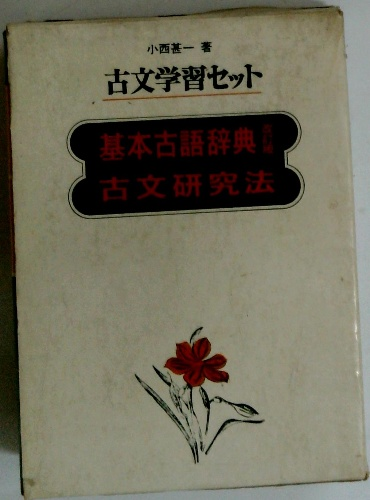 小西甚一 著
古文学習セット
基本古語辞典
古文研究法